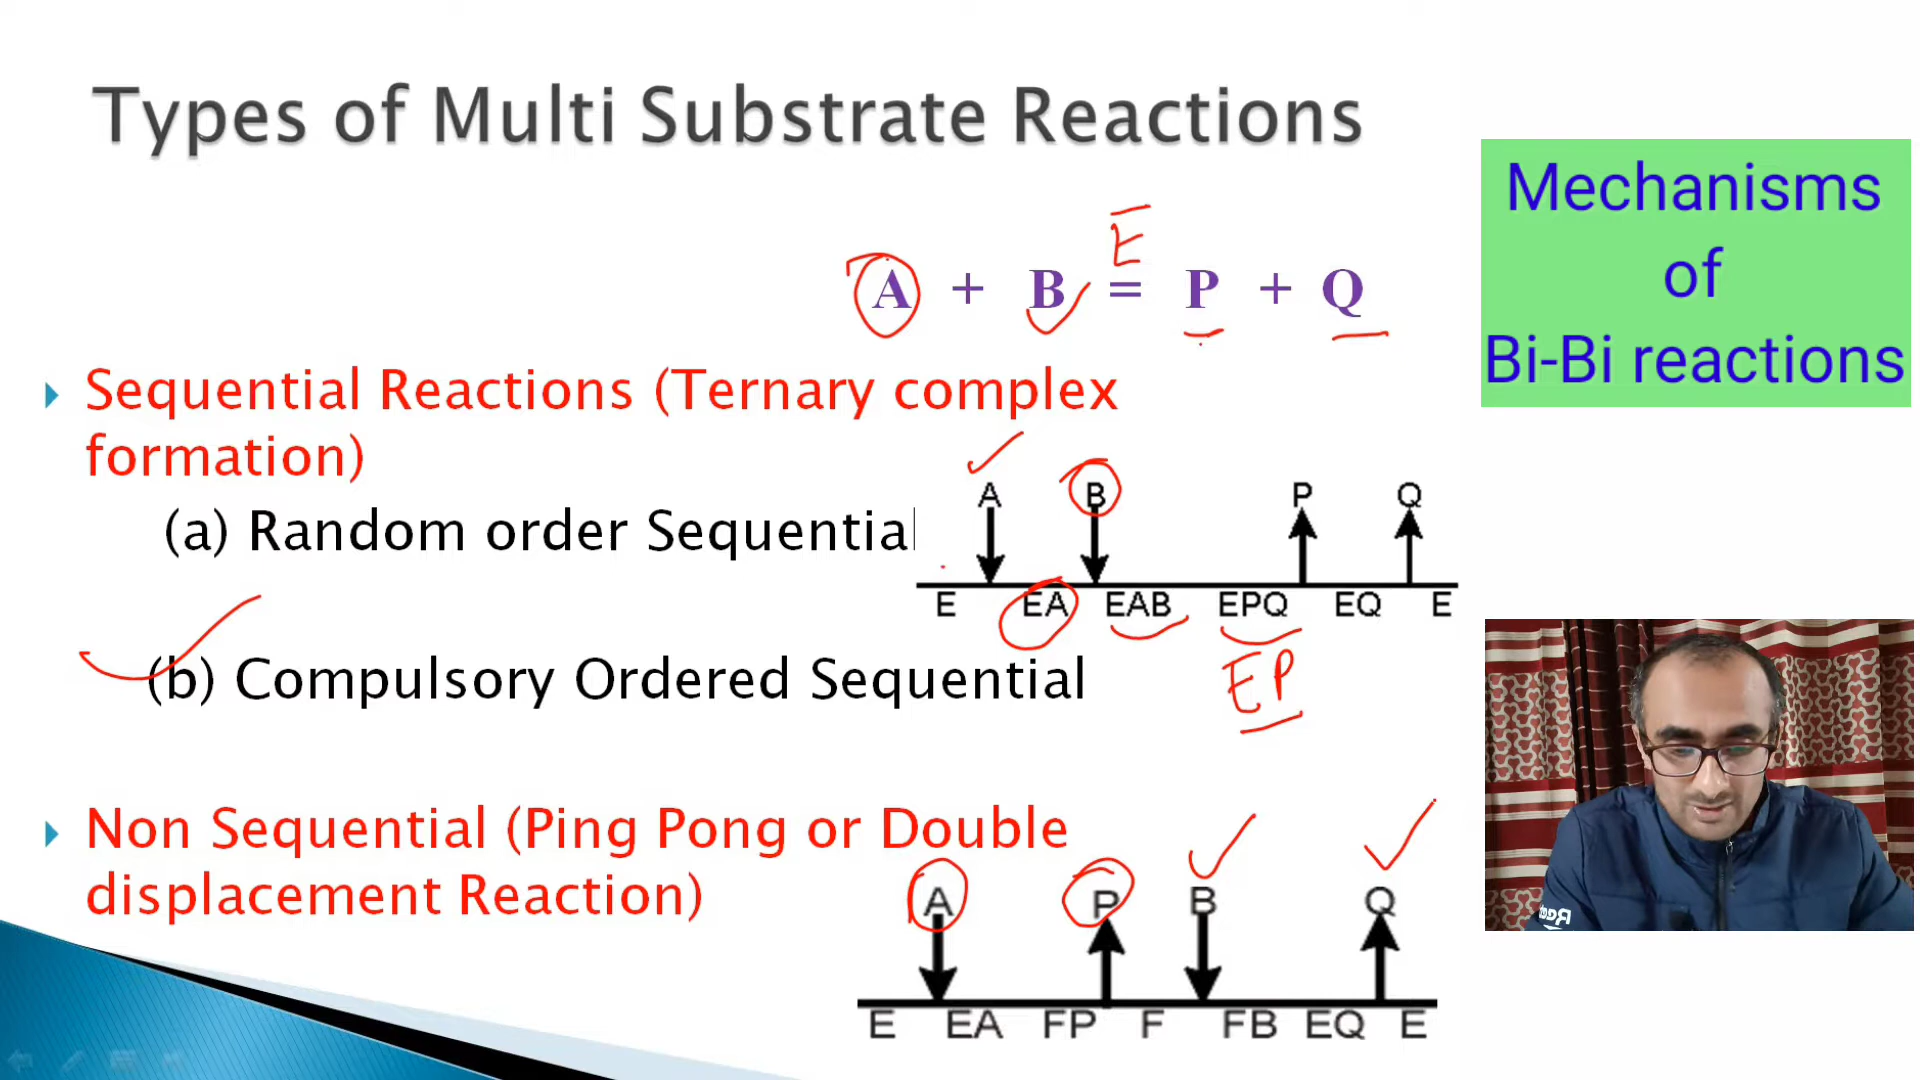 Types of Multi Substrate Reactions
Mechanisms
of
Bi-Bi reactions
E
A + B = P + Q
Sequential Reactions (Ternary complex
formation)
A B P Q
(a) Random order Sequential
E EA EAB EPQ EQ E
EP
(b) Compulsory Ordered Sequential
Non Sequential (Ping Pong or Double
displacement Reaction)
A P B Q
E EA FP F FB EQ E